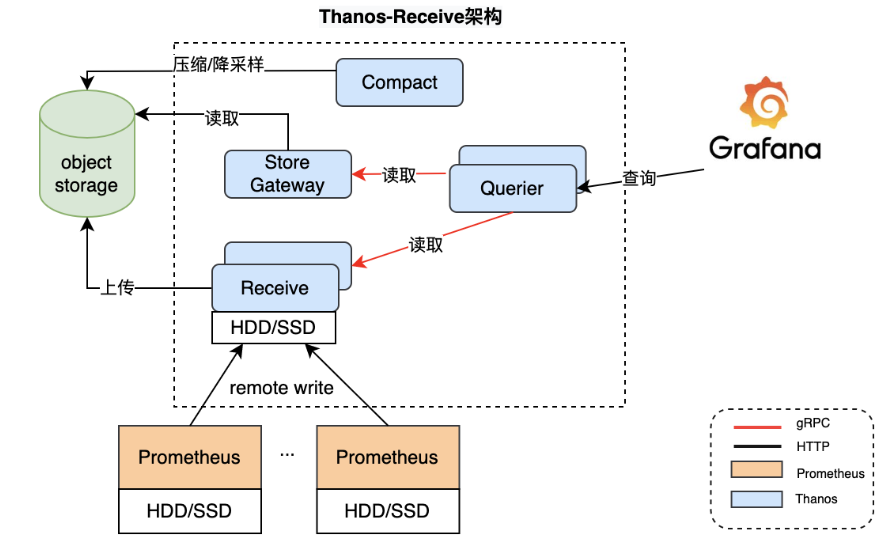 Thanos-Receive架构
压缩/降采样
Compact
读取
object
storage
Store
Gateway
读取
Querier
查询
Grafana
读取
上传
Receive
HDD/SSD
remote write
Prometheus
...
Prometheus
HDD/SSD
HDD/SSD
gRPC
HTTP
Prometheus
Thanos